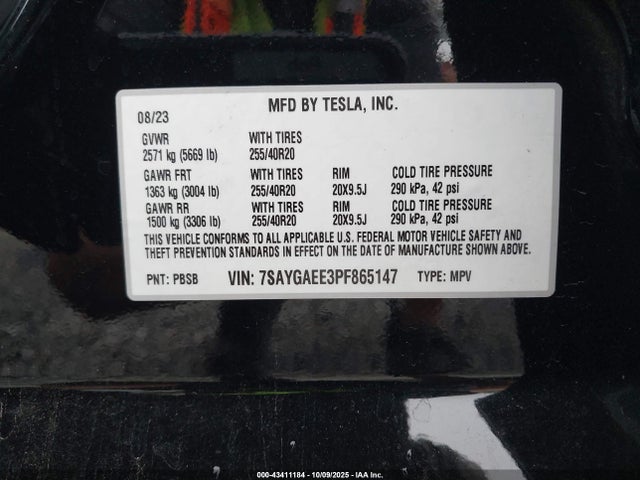 08/23 MFD BY TESLA, INC.
GVWR WITH TIRES
2571 kg (5669 lb) 255/40R20
GAWR FRT WITH TIRES RIM COLD TIRE PRESSURE
1363 kg (3004 lb) 255/40R20 20X9.5J 290 kPa, 42 psi
GAWR RR WITH TIRES RIM COLD TIRE PRESSURE
1500 kg (3306 lb) 255/40R20 20X9.5J 290 kPa, 42 psi
THIS VEHICLE CONFORMS TO ALL APPLICABLE U.S. FEDERAL MOTOR VEHICLE SAFETY AND
THEFT PREVENTION STANDARDS IN EFFECT ON THE DATE OF MANUFACTURE SHOWN ABOVE.
PNT: PBSB VIN: 7SAYGAEE3PF865147 TYPE: MPV
000-43411184 | 10/09/2025 | IAA Inc.